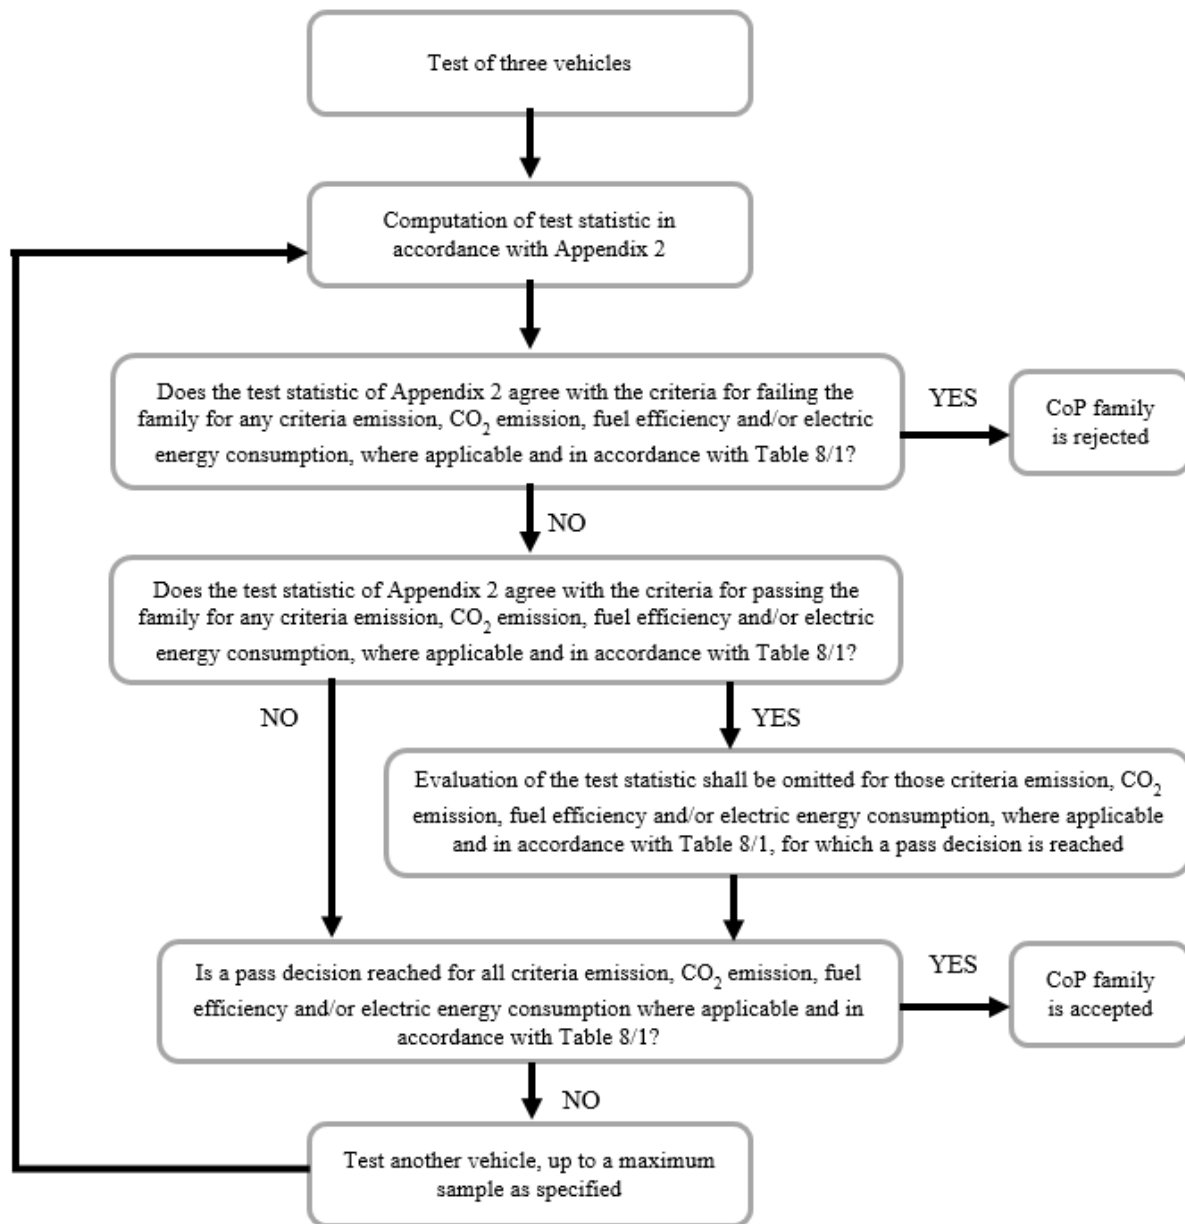 Test of three vehicles
Computation of test statistic in
accordance with Appendix 2
Does the test statistic of Appendix 2 agree with the criteria for failing the
family for any criteria emission, CO₂ emission, fuel efficiency and/or electric
energy consumption, where applicable and in accordance with Table 8/1?
YES
CoP family
is rejected
NO
Does the test statistic of Appendix 2 agree with the criteria for passing the
family for any criteria emission, CO₂ emission, fuel efficiency and/or electric
energy consumption, where applicable and in accordance with Table 8/1?
NO
YES
Evaluation of the test statistic shall be omitted for those criteria emission, CO₂
emission, fuel efficiency and/or electric energy consumption, where applicable
and in accordance with Table 8/1, for which a pass decision is reached
Is a pass decision reached for all criteria emission, CO₂ emission, fuel
efficiency and/or electric energy consumption where applicable and in
accordance with Table 8/1?
YES
CoP family
is accepted
NO
Test another vehicle, up to a maximum
sample as specified